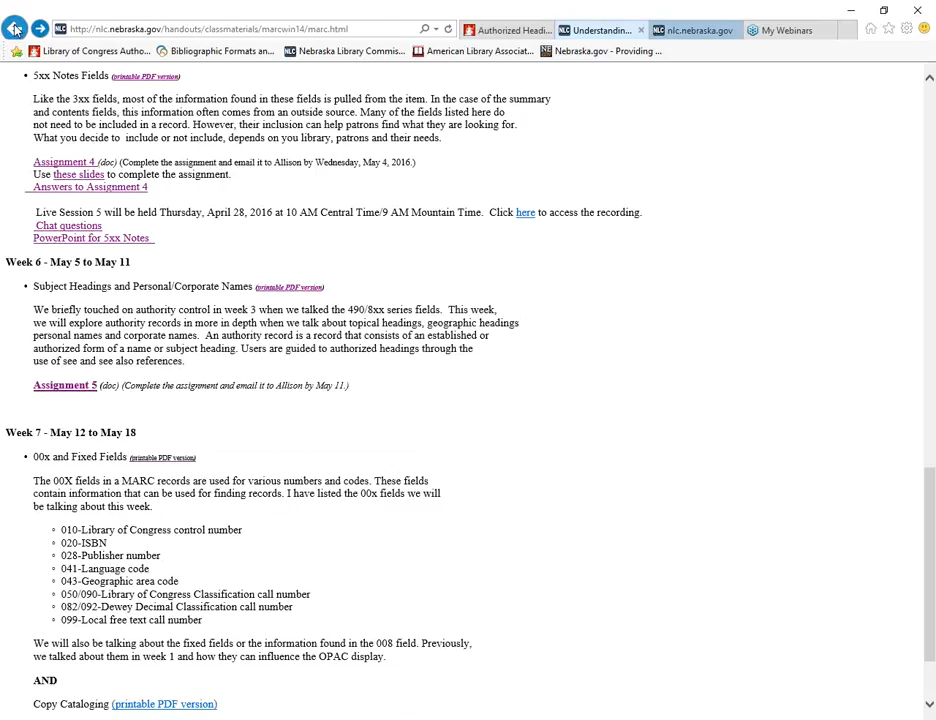 http://nlc.nebraska.gov/handouts/classmaterials/marcwin14/marc.html
Authorized Headi...
Understandin...
nlc.nebraska.gov
My Webinars
Library of Congress Autho...
Bibliographic Formats an...
Nebraska Library Commis...
American Library Associat...
Nebraska.gov - Providing ...
• 5xx Notes Fields (printable PDF version)
Like the 3xx fields, most of the information found in these fields is pulled from the item. In the case of the summary
and contents fields, this information often comes from an outside source. Many of the fields listed here do
not need to be included in a record. However, their inclusion can help patrons find what they are looking for.
What you decide to include or not include, depends on you library, patrons and their needs.
Assignment 4 (doc) (Complete the assignment and email it to Allison by Wednesday, May 4, 2016.)
Use these slides to complete the assignment.
Answers to Assignment 4
Live Session 5 will be held Thursday, April 28, 2016 at 10 AM Central Time/9 AM Mountain Time. Click here to access the recording.
Chat questions
PowerPoint for 5xx Notes
Week 6 - May 5 to May 11
• Subject Headings and Personal/Corporate Names (printable PDF version)
We briefly touched on authority control in week 3 when we talked the 490/8xx series fields. This week,
we will explore authority records in more in depth when we talk about topical headings, geographic headings
personal names and corporate names. An authority record is a record that consists of an established or
authorized form of a name or subject heading. Users are guided to authorized headings through the
use of see and see also references.
Assignment 5 (doc) (Complete the assignment and email it to Allison by May 11.)
Week 7 - May 12 to May 18
• 00x and Fixed Fields (printable PDF version)
The 00X fields in a MARC records are used for various numbers and codes. These fields
contain information that can be used for finding records. I have listed the 00x fields we will
be talking about this week.
◦ 010-Library of Congress control number
◦ 020-ISBN
◦ 028-Publisher number
◦ 041-Language code
◦ 043-Geographic area code
◦ 050/090-Library of Congress Classification call number
◦ 082/092-Dewey Decimal Classification call number
◦ 099-Local free text call number
We will also be talking about the fixed fields or the information found in the 008 field. Previously,
we talked about them in week 1 and how they can influence the OPAC display.
AND
Copy Cataloging (printable PDF version)